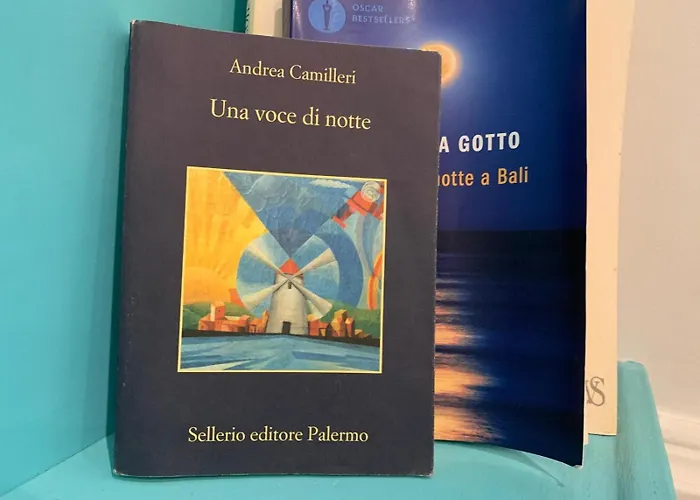 Andrea Camilleri
Una voce di notte
Sellerio editore Palermo
OSCAR
BESTSELLERS
A GOTTO
notte a Bali